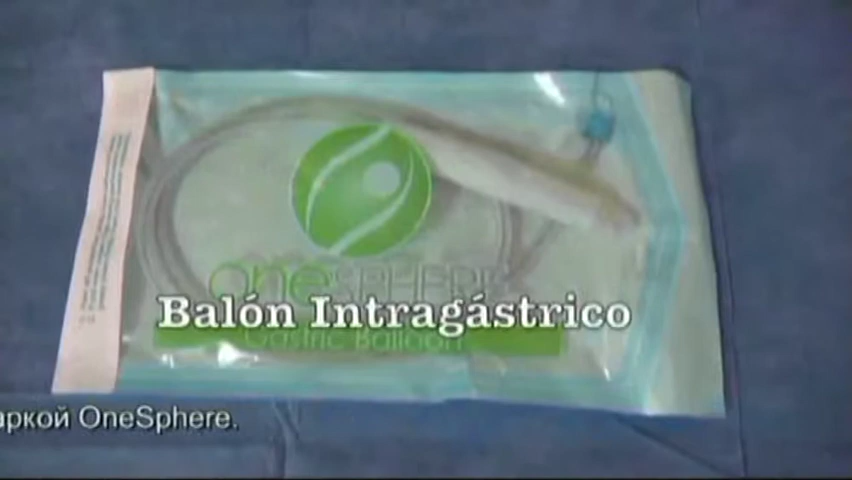 oneSPHERE
Balón Intragástrico
Gastric Balloon
аркой OneSphere.